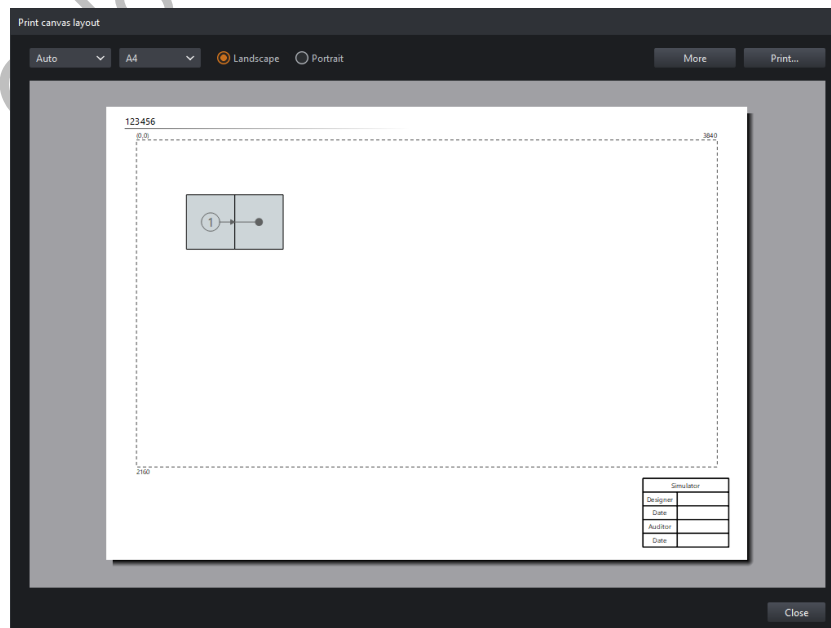 Print canvas layout
Auto A4 Landscape Portrait More Print...
123456
(0,0) 3840
1
2160
Simulator
Designer
Date
Auditor
Date
Close